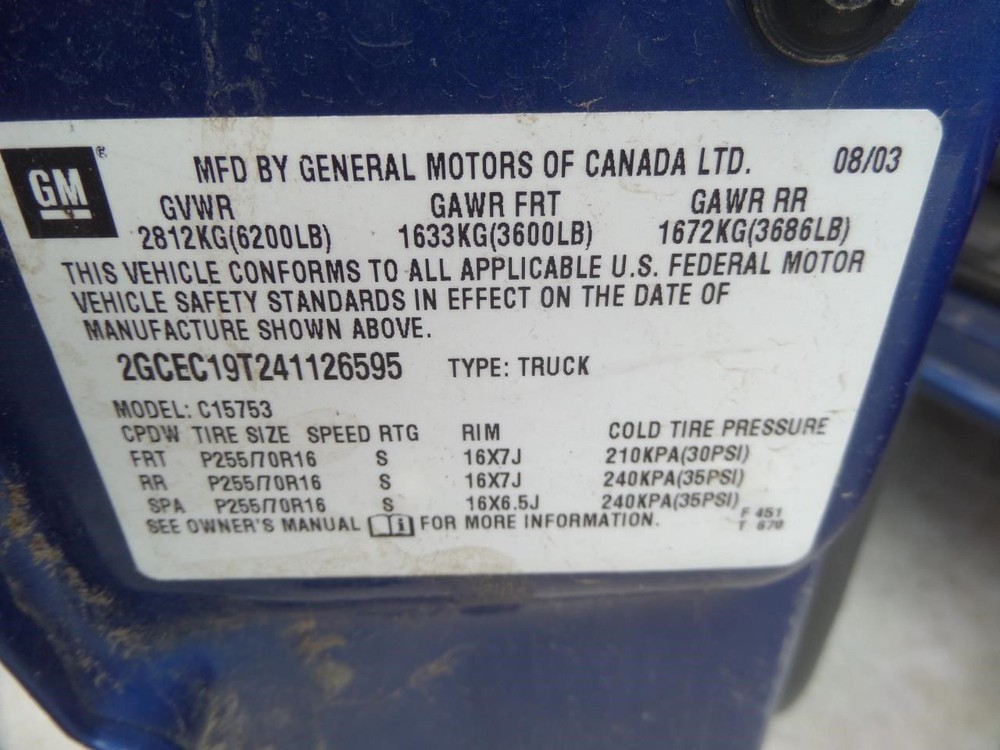 GM ® MFD BY GENERAL MOTORS OF CANADA LTD. 08/03
GVWR GAWR FRT GAWR RR
2812KG(6200LB) 1633KG(3600LB) 1672KG(3686LB)
THIS VEHICLE CONFORMS TO ALL APPLICABLE U.S. FEDERAL MOTOR
VEHICLE SAFETY STANDARDS IN EFFECT ON THE DATE OF
MANUFACTURE SHOWN ABOVE.
2GCEC19T241126595 TYPE: TRUCK
MODEL: C15753
CPDW TIRE SIZE SPEED RTG RIM COLD TIRE PRESSURE
FRT P255/70R16 S 16X7J 210KPA(30PSI)
RR P255/70R16 S 16X7J 240KPA(35PSI)
SPA P255/70R16 S 16X6.5J 240KPA(35PSI)
SEE OWNER'S MANUAL i FOR MORE INFORMATION.
F 451
T 670